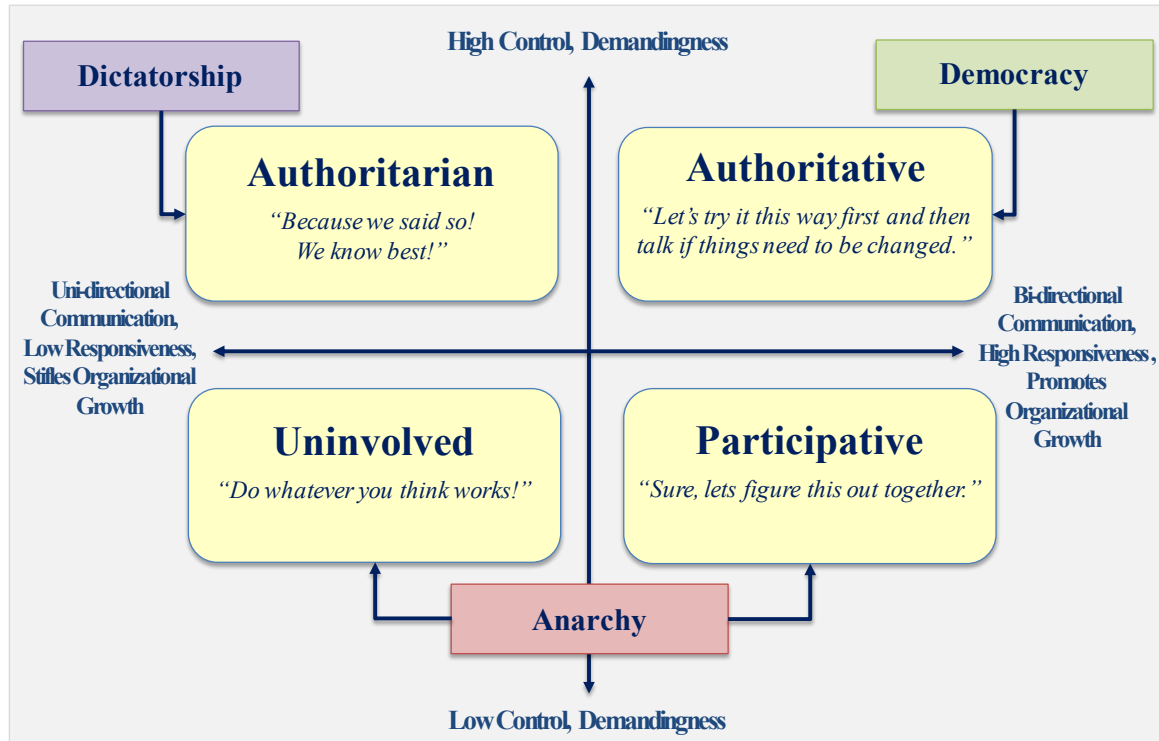 High Control, Demandingness
Dictatorship
Democracy
Authoritarian
“Because we said so!
We know best!”
Authoritative
“Let’s try it this way first and then
talk if things need to be changed.”
Uni-directional
Communication,
Low Responsiveness,
Stifles Organizational
Growth
Bi-directional
Communication,
High Responsiveness,
Promotes
Organizational
Growth
Uninvolved
“Do whatever you think works!”
Participative
“Sure, lets figure this out together.”
Anarchy
Low Control, Demandingness